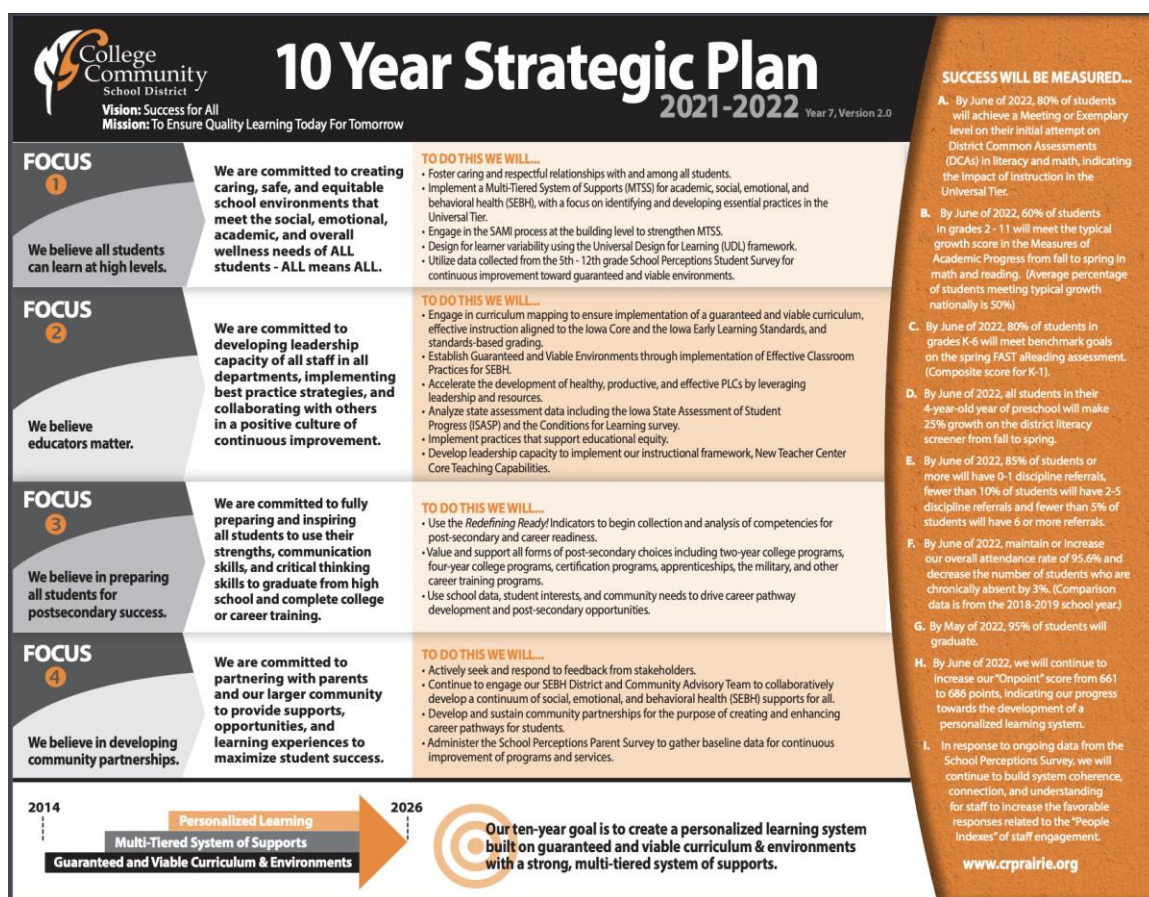 College
Community
School District
Vision: Success for All
Mission: To Ensure Quality Learning Today For Tomorrow
10 Year Strategic Plan
2021-2022 Year 7, Version 2.0
FOCUS
1
We believe all students
can learn at high levels.
We are committed to creating
caring, safe, and equitable
school environments that
meet the social, emotional,
academic, and overall
wellness needs of ALL
students - ALL means ALL.
TO DO THIS WE WILL...
• Foster caring and respectful relationships with and among all students.
• Implement a Multi-Tiered System of Supports (MTSS) for academic, social, emotional, and
behavioral health (SEBH), with a focus on identifying and developing essential practices in the
Universal Tier.
• Engage in the SAMI process at the building level to strengthen MTSS.
• Design for learner variability using the Universal Design for Learning (UDL) framework.
• Utilize data collected from the 5th - 12th grade School Perceptions Student Survey for
continuous improvement toward guaranteed and viable environments.
FOCUS
2
We believe
educators matter.
We are committed to
developing leadership
capacity of all staff in all
departments, implementing
best practice strategies, and
collaborating with others
in a positive culture of
continuous improvement.
TO DO THIS WE WILL...
• Engage in curriculum mapping to ensure implementation of a guaranteed and viable curriculum,
effective instruction aligned to the Iowa Core and the Iowa Early Learning Standards, and
standards-based grading.
• Establish Guaranteed and Viable Environments through implementation of Effective Classroom
Practices for SEBH.
• Accelerate the development of healthy, productive, and effective PLCs by leveraging
leadership and resources.
• Analyze state assessment data including the Iowa State Assessment of Student
Progress (ISASP) and the Conditions for Learning survey.
• Implement practices that support educational equity.
• Develop leadership capacity to implement our instructional framework, New Teacher Center
Core Teaching Capabilities.
FOCUS
3
We believe in preparing
all students for
postsecondary success.
We are committed to fully
preparing and inspiring
all students to use their
strengths, communication
skills, and critical thinking
skills to graduate from high
school and complete college
or career training.
TO DO THIS WE WILL...
• Use the Redefining Ready! Indicators to begin collection and analysis of competencies for
post-secondary and career readiness.
• Value and support all forms of post-secondary choices including two-year college programs,
four-year college programs, certification programs, apprenticeships, the military, and other
career training programs.
• Use school data, student interests, and community needs to drive career pathway
development and post-secondary opportunities.
FOCUS
4
We believe in developing
community partnerships.
We are committed to
partnering with parents
and our larger community
to provide supports,
opportunities, and
learning experiences to
maximize student success.
TO DO THIS WE WILL...
• Actively seek and respond to feedback from stakeholders.
• Continue to engage our SEBH District and Community Advisory Team to collaboratively
develop a continuum of social, emotional, and behavioral health (SEBH) supports for all.
• Develop and sustain community partnerships for the purpose of creating and enhancing
career pathways for students.
• Administer the School Perceptions Parent Survey to gather baseline data for continuous
improvement of programs and services.
2014
2026
Personalized Learning
Multi-Tiered System of Supports
Guaranteed and Viable Curriculum & Environments
Our ten-year goal is to create a personalized learning system
built on guaranteed and viable curriculum & environments
with a strong, multi-tiered system of supports.
SUCCESS WILL BE MEASURED...
A. By June of 2022, 80% of students
will achieve a Meeting or Exemplary
level on their initial attempt on
District Common Assessments
(DCAs) in literacy and math, indicating
the impact of instruction in the
Universal Tier.
B. By June of 2022, 60% of students
in grades 2 - 11 will meet the typical
growth score in the Measures of
Academic Progress from fall to spring in
math and reading. (Average percentage
of students meeting typical growth
nationally is 50%)
C. By June of 2022, 80% of students in
grades K-6 will meet benchmark goals
on the spring FAST aReading assessment.
(Composite score for K-1).
D. By June of 2022, all students in their
4-year-old year of preschool will make
25% growth on the district literacy
screener from fall to spring.
E. By June of 2022, 85% of students or
more will have 0-1 discipline referrals,
fewer than 10% of students will have 2-5
discipline referrals and fewer than 5% of
students will have 6 or more referrals.
F. By June of 2022, maintain or increase
our overall attendance rate of 95.6% and
decrease the number of students who are
chronically absent by 3%. (Comparison
data is from the 2018-2019 school year.)
G. By May of 2022, 95% of students will
graduate.
H. By June of 2022, we will continue to
increase our "Onpoint" score from 661
to 686 points, indicating our progress
towards the development of a
personalized learning system.
I. In response to ongoing data from the
School Perceptions Survey, we will
continue to build system coherence,
connection, and understanding
for staff to increase the favorable
responses related to the "People
Indexes" of staff engagement.
www.crprairie.org